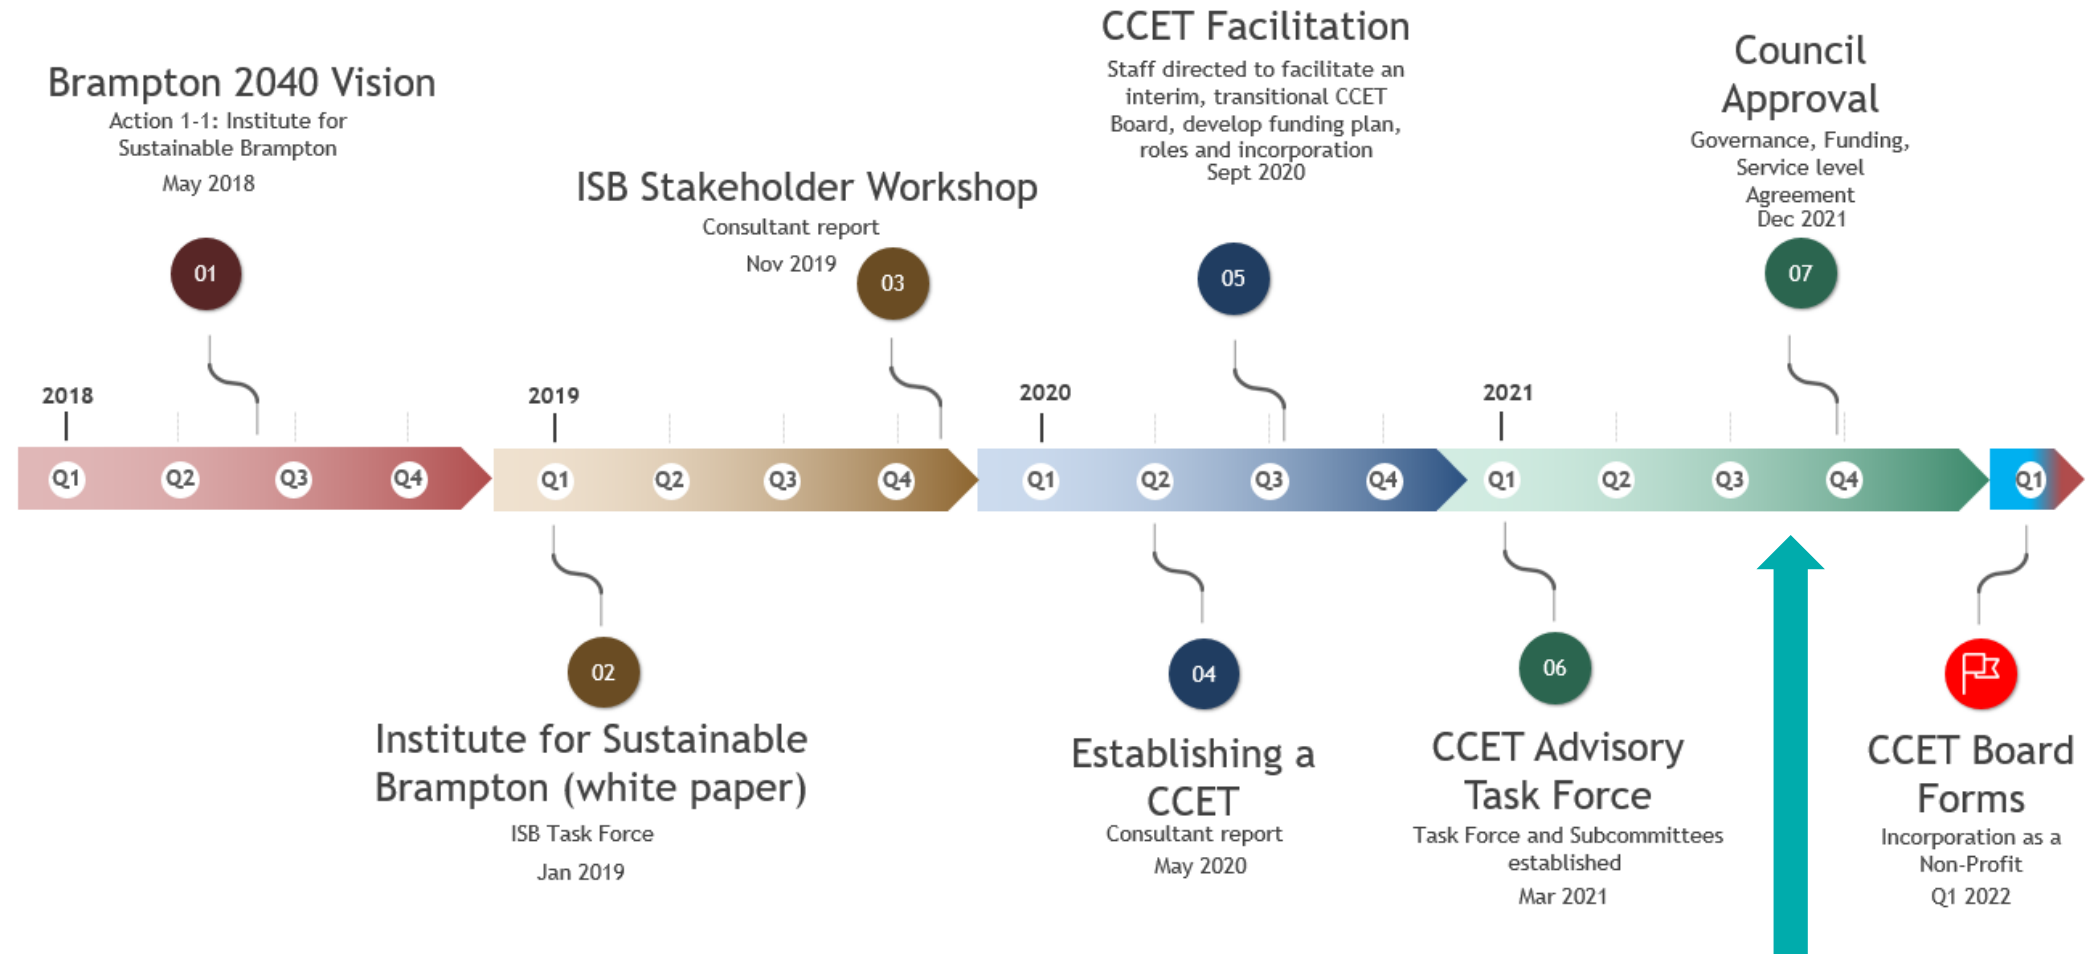 Brampton 2040 Vision
Action 1-1: Institute for
Sustainable Brampton
May 2018
01
ISB Stakeholder Workshop
Consultant report
Nov 2019
03
CCET Facilitation
Staff directed to facilitate an
interim, transitional CCET
Board, develop funding plan,
roles and incorporation
Sept 2020
05
Council
Approval
Governance, Funding,
Service level
Agreement
Dec 2021
07
2018
2019
2020
2021
Q1
Q2
Q3
Q4
Q1
Q2
Q3
Q4
Q1
Q2
Q3
Q4
Q1
Q2
Q3
Q4
Q1
02
Institute for Sustainable
Brampton (white paper)
ISB Task Force
Jan 2019
04
Establishing a
CCET
Consultant report
May 2020
06
CCET Advisory
Task Force
Task Force and Subcommittees
established
Mar 2021
CCET Board
Forms
Incorporation as a
Non-Profit
Q1 2022